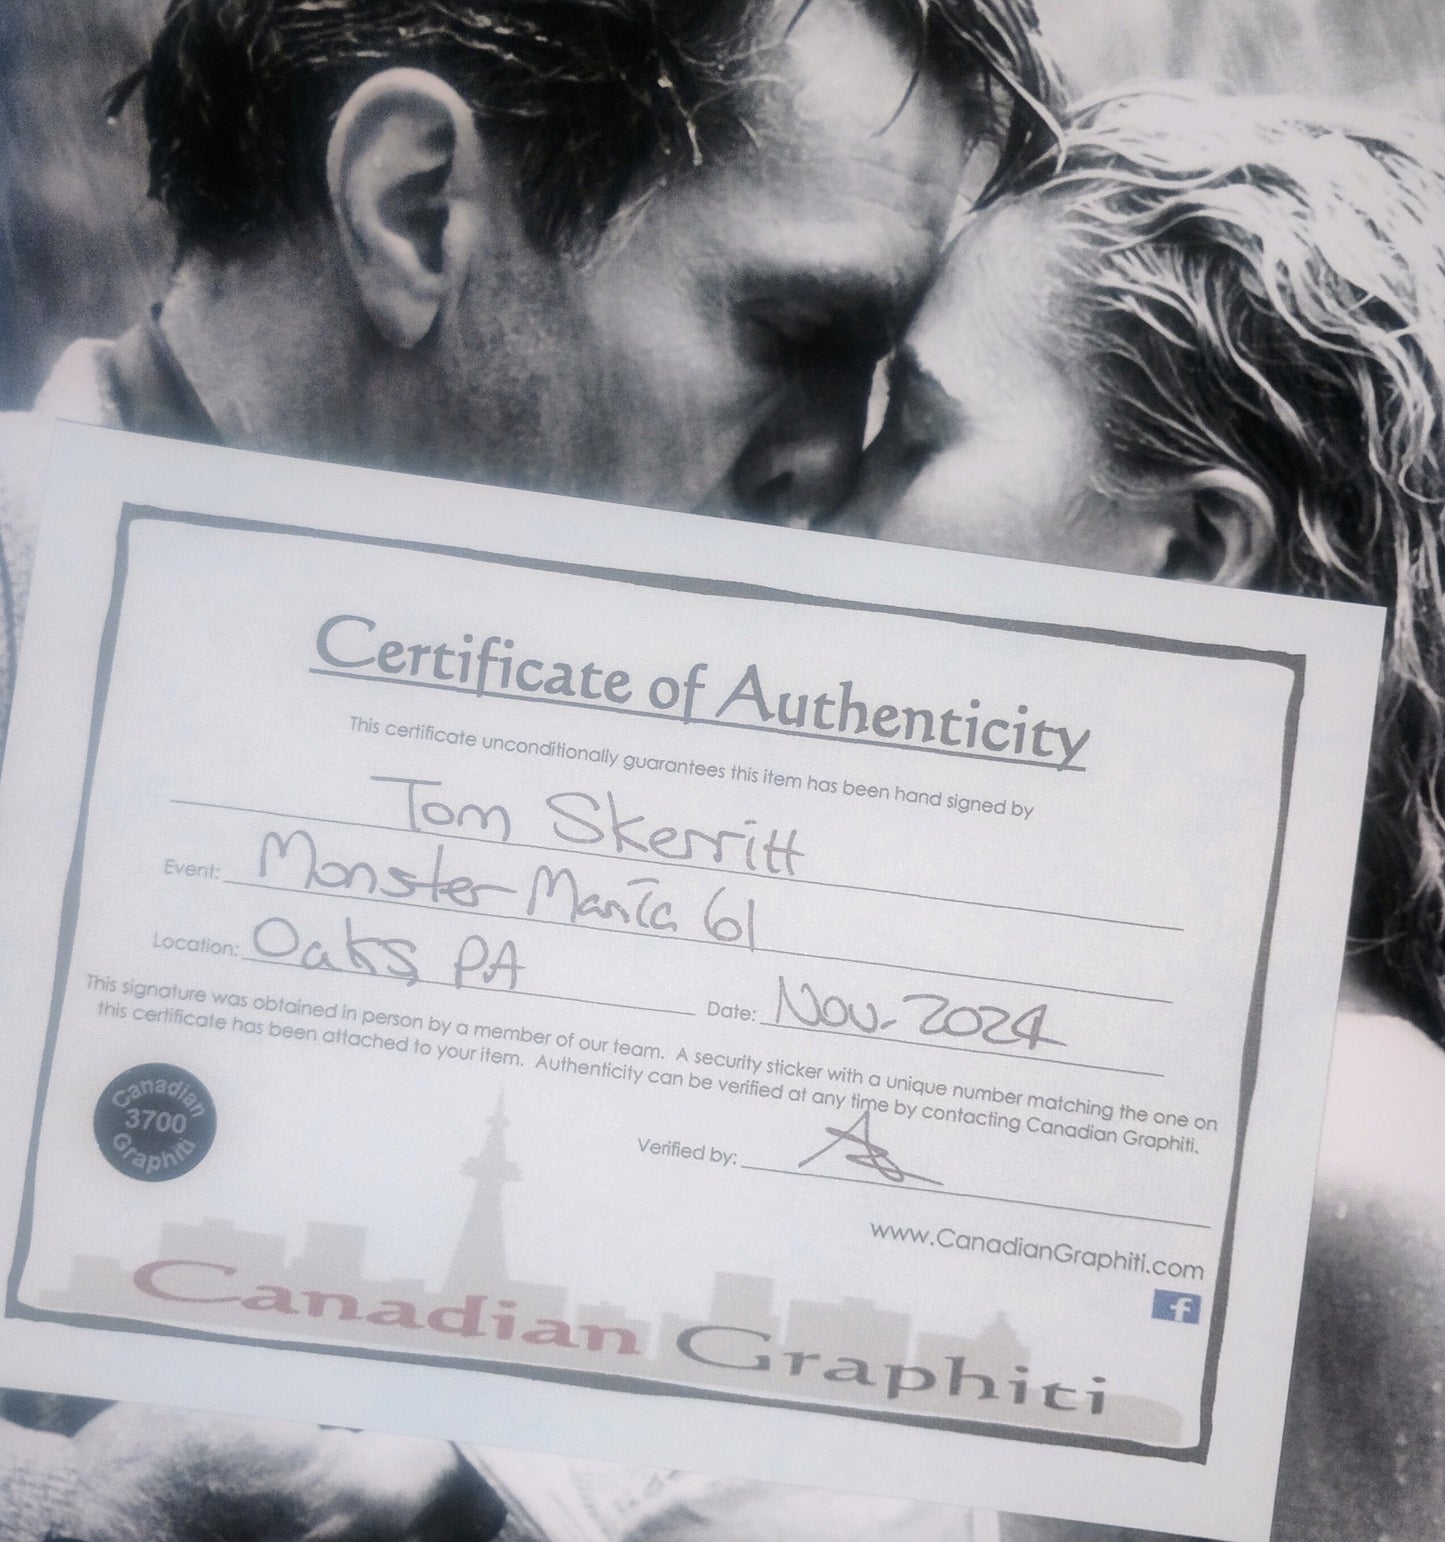 Certificate of Authenticity
This certificate unconditionally guarantees this item has been hand signed by
Tom Skerritt
Event: Monster Mania 61
Location: Oaks, PA
Date: Nov. 2024
This signature was obtained in person by a member of our team. A security sticker with a unique number matching the one on
this certificate has been attached to your item. Authenticity can be verified at any time by contacting Canadian Graphiti.
Canadian
3700
Graphiti
Verified by:
www.CanadianGraphiti.com
f
Canadian Graphiti